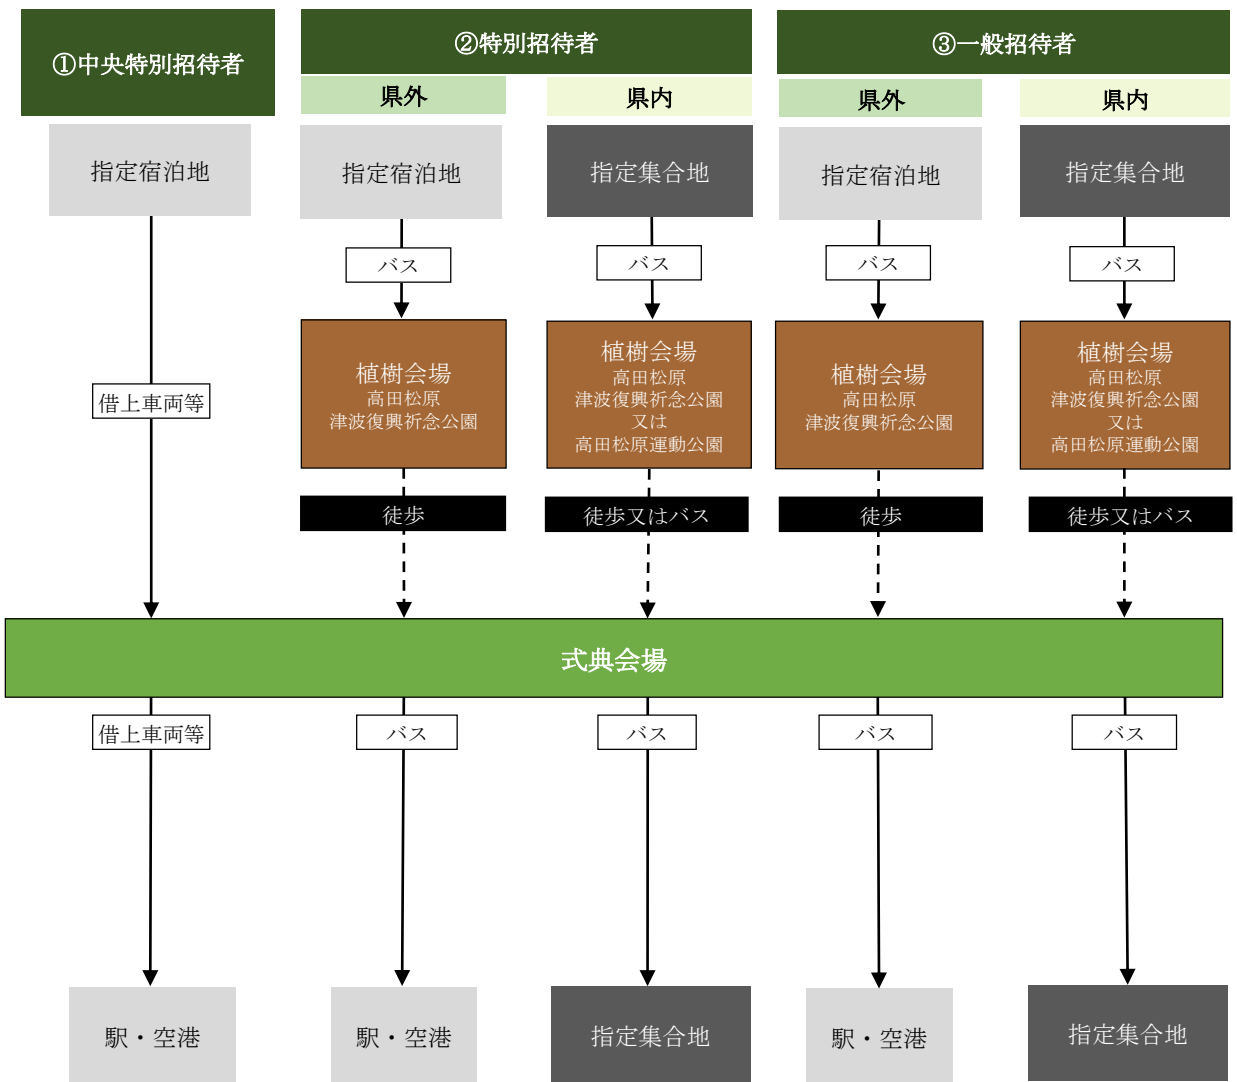 ①中央特別招待者
②特別招待者
③一般招待者
県外
県内
県外
県内
指定宿泊地
指定宿泊地
指定集合地
指定宿泊地
指定集合地
バス
バス
バス
バス
借上車両等
植樹会場
高田松原
津波復興祈念公園
植樹会場
高田松原
津波復興祈念公園
又は
高田松原運動公園
植樹会場
高田松原
津波復興祈念公園
植樹会場
高田松原
津波復興祈念公園
又は
高田松原運動公園
徒歩
徒歩又はバス
徒歩
徒歩又はバス
式典会場
借上車両等
バス
バス
バス
バス
駅・空港
駅・空港
指定集合地
駅・空港
指定集合地